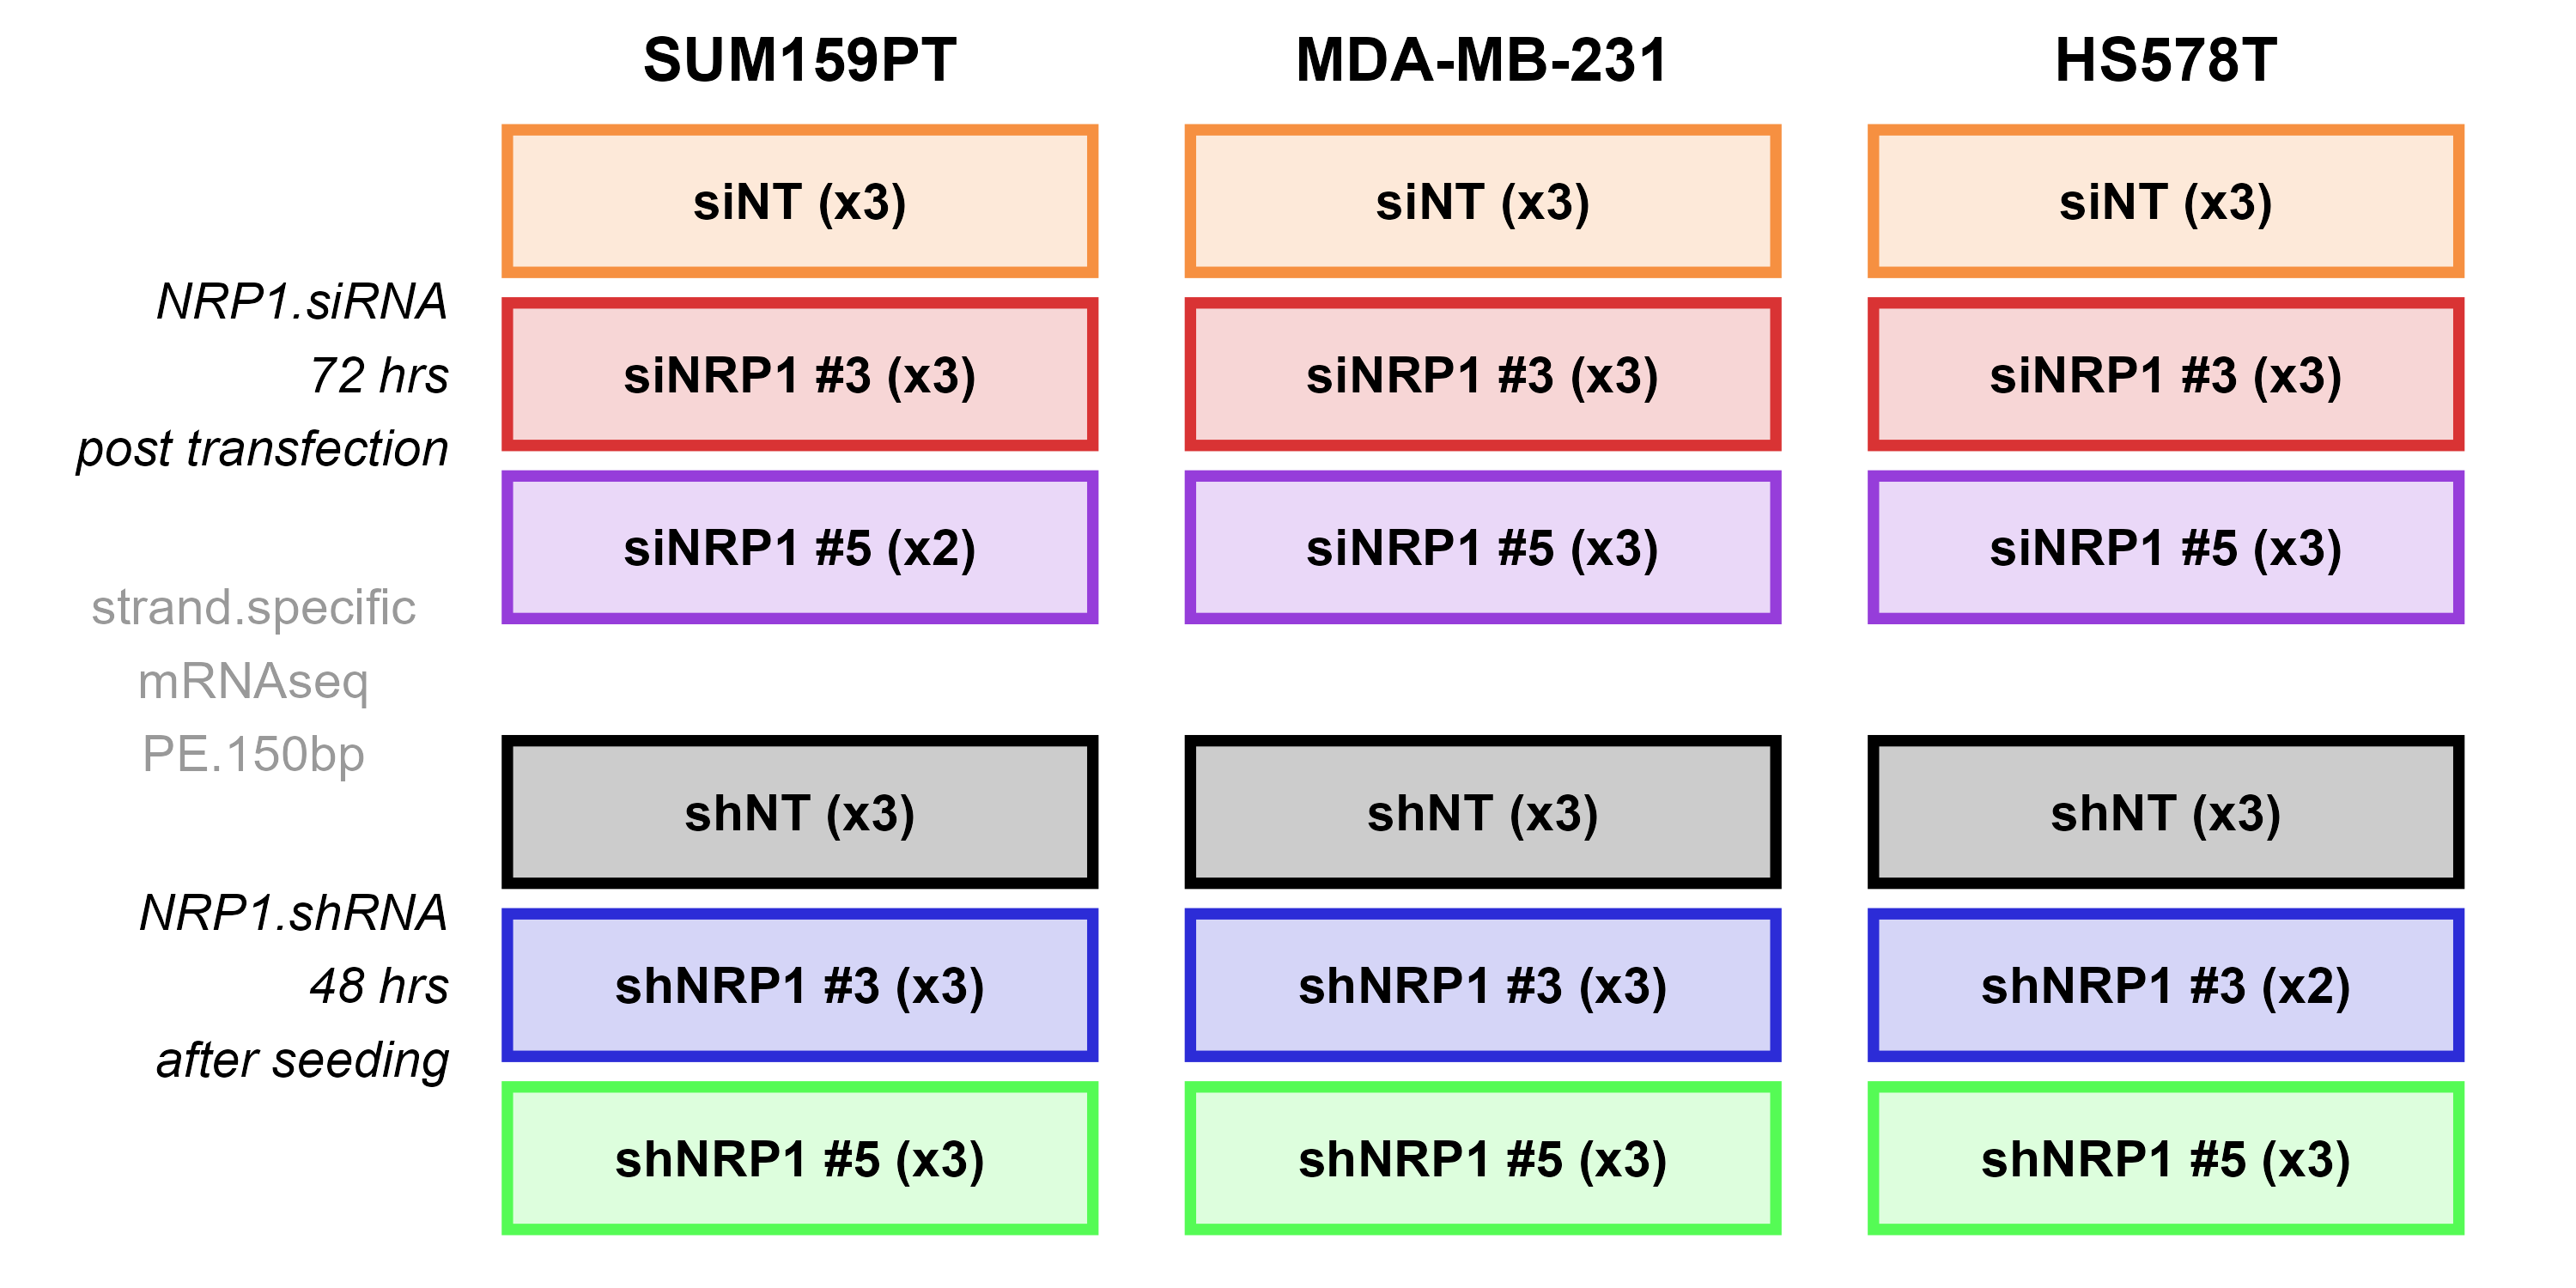 SUM159PT
MDA-MB-231
HS578T
NRP1.siRNA
72 hrs
post transfection
siNT (x3)
siNT (x3)
siNT (x3)
siNRP1 #3 (x3)
siNRP1 #3 (x3)
siNRP1 #3 (x3)
siNRP1 #5 (x2)
siNRP1 #5 (x3)
siNRP1 #5 (x3)
strand.specific
mRNAseq
PE.150bp
NRP1.shRNA
48 hrs
after seeding
shNT (x3)
shNT (x3)
shNT (x3)
shNRP1 #3 (x3)
shNRP1 #3 (x3)
shNRP1 #3 (x2)
shNRP1 #5 (x3)
shNRP1 #5 (x3)
shNRP1 #5 (x3)